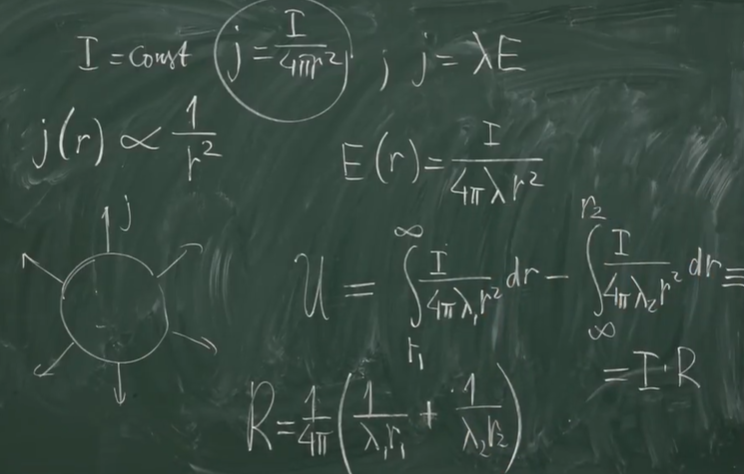 I = const   j = I/(4πr²) ; j = λE
j(r) ∝ 1/r²
E(r) = I/(4πλr²)
j
U = ∫_{r₁}^{∞} I/(4πλ₁r²) dr − ∫_{∞}^{r₂} I/(4πλ₂r²) dr =
= I·R
R = 1/(4π) (1/(λ₁r₁) + 1/(λ₂r₂))